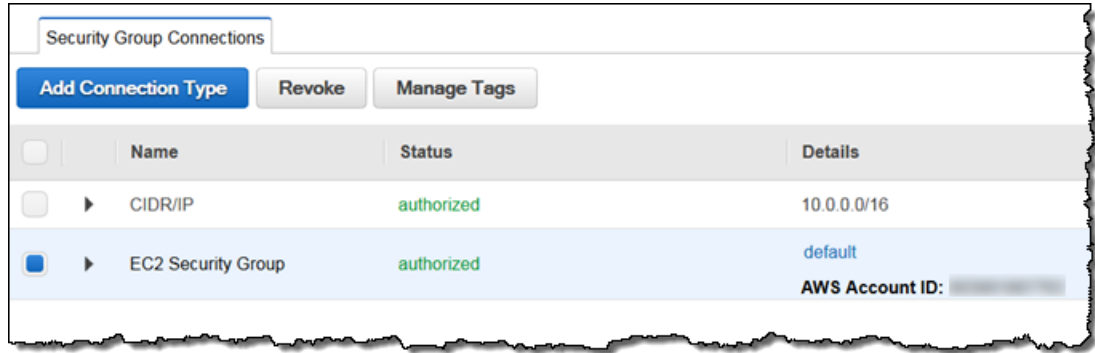 Security Group Connections
Add Connection Type Revoke Manage Tags
Name Status Details
CIDR/IP authorized 10.0.0.0/16
EC2 Security Group authorized default
AWS Account ID: